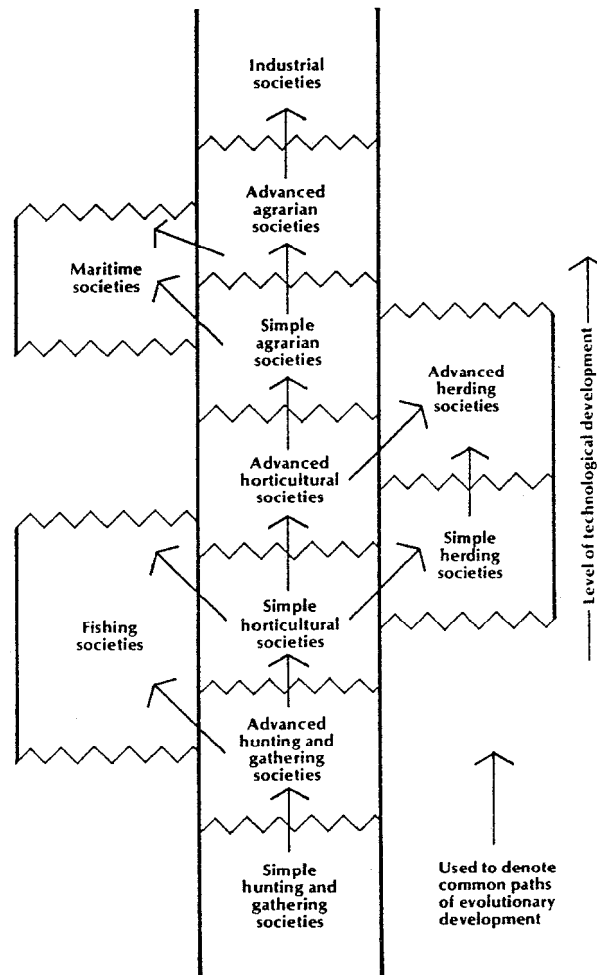 Industrial
societies
Advanced
agrarian
societies
Maritime
societies
Simple
agrarian
societies
Advanced
herding
societies
Advanced
horticultural
societies
Simple
herding
societies
Simple
horticultural
societies
Fishing
societies
Advanced
hunting and
gathering
societies
Simple
hunting and
gathering
societies
Level of technological development
Used to denote
common paths
of evolutionary
development